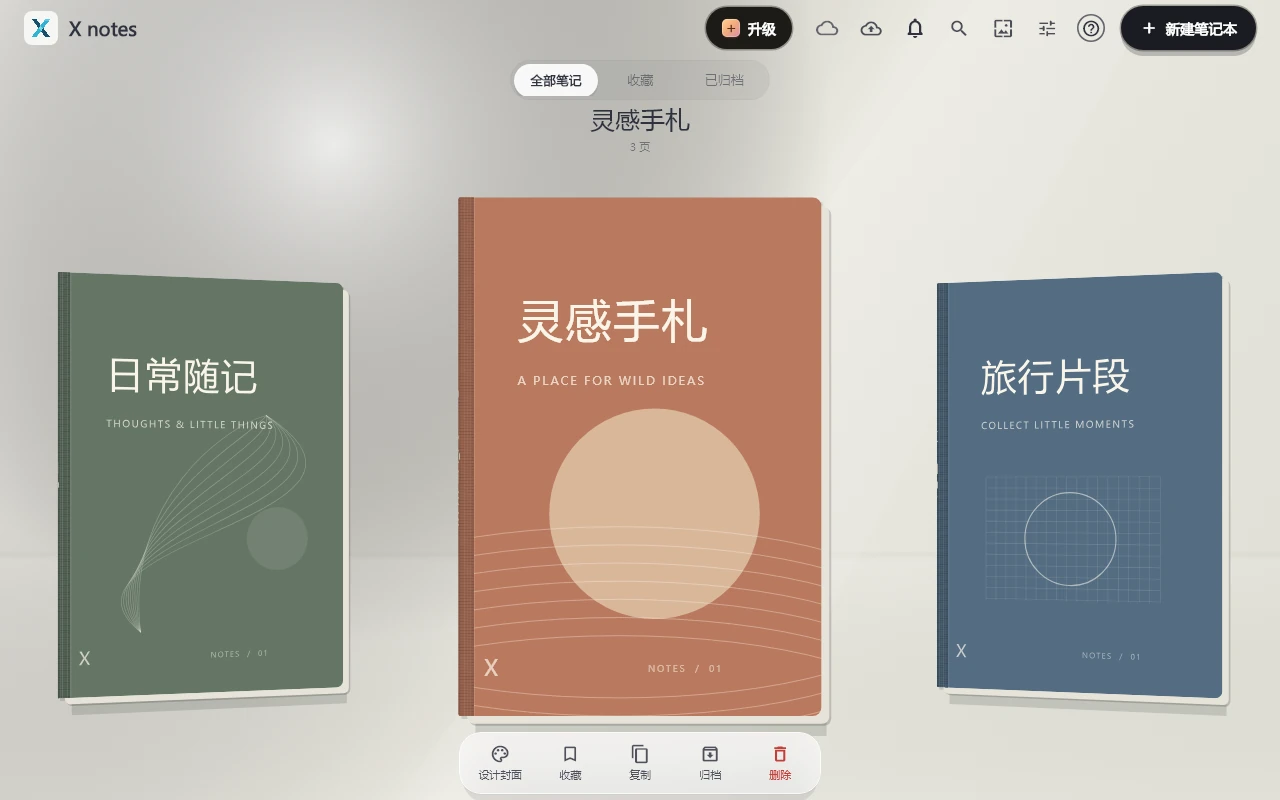 X notes
升级
新建笔记本
全部笔记
收藏
已归档
灵感手札
3 页
日常随记
THOUGHTS & LITTLE THINGS
X
NOTES / 01
灵感手札
A PLACE FOR WILD IDEAS
X
NOTES / 01
旅行片段
COLLECT LITTLE MOMENTS
X
NOTES / 01
设计封面
收藏
复制
归档
删除